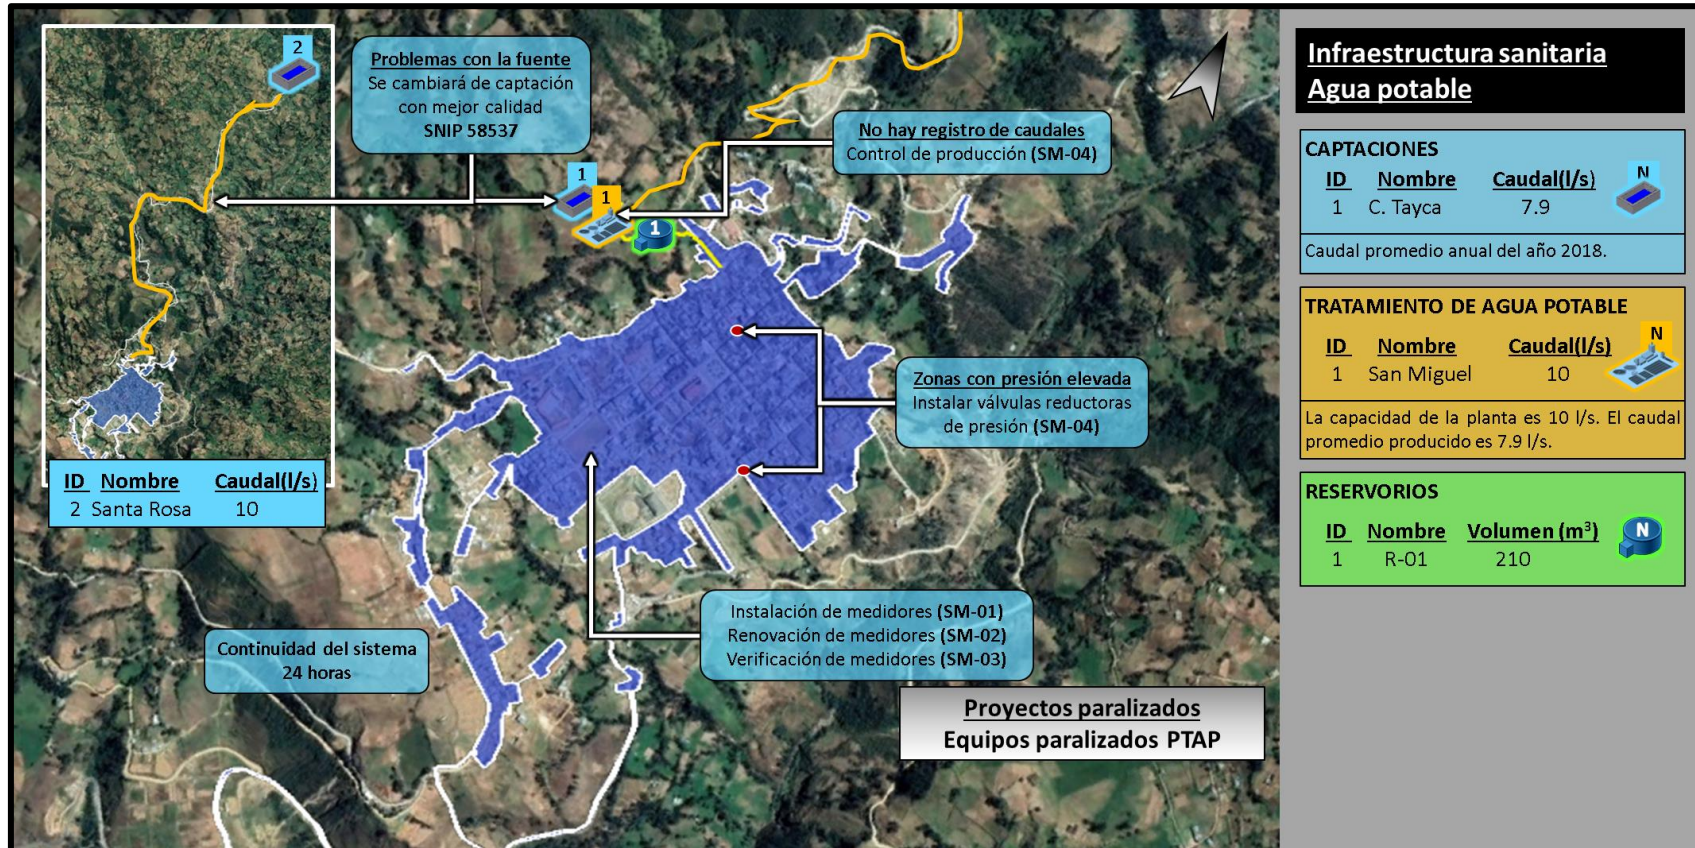 2
Problemas con la fuente
Se cambiará de captación
con mejor calidad
SNIP 58537
No hay registro de caudales
Control de producción (SM-04)
1
1
1
Zonas con presión elevada
Instalar válvulas reductoras
de presión (SM-04)
ID Nombre Caudal(l/s)
2 Santa Rosa 10
Instalación de medidores (SM-01)
Renovación de medidores (SM-02)
Verificación de medidores (SM-03)
Continuidad del sistema
24 horas
Proyectos paralizados
Equipos paralizados PTAP
Infraestructura sanitaria
Agua potable
CAPTACIONES
N
ID Nombre Caudal(l/s)
1 C. Tayca 7.9
Caudal promedio anual del año 2018.
TRATAMIENTO DE AGUA POTABLE
N
ID Nombre Caudal(l/s)
1 San Miguel 10
La capacidad de la planta es 10 l/s. El caudal
promedio producido es 7.9 l/s.
RESERVORIOS
N
ID Nombre Volumen (m³)
1 R-01 210